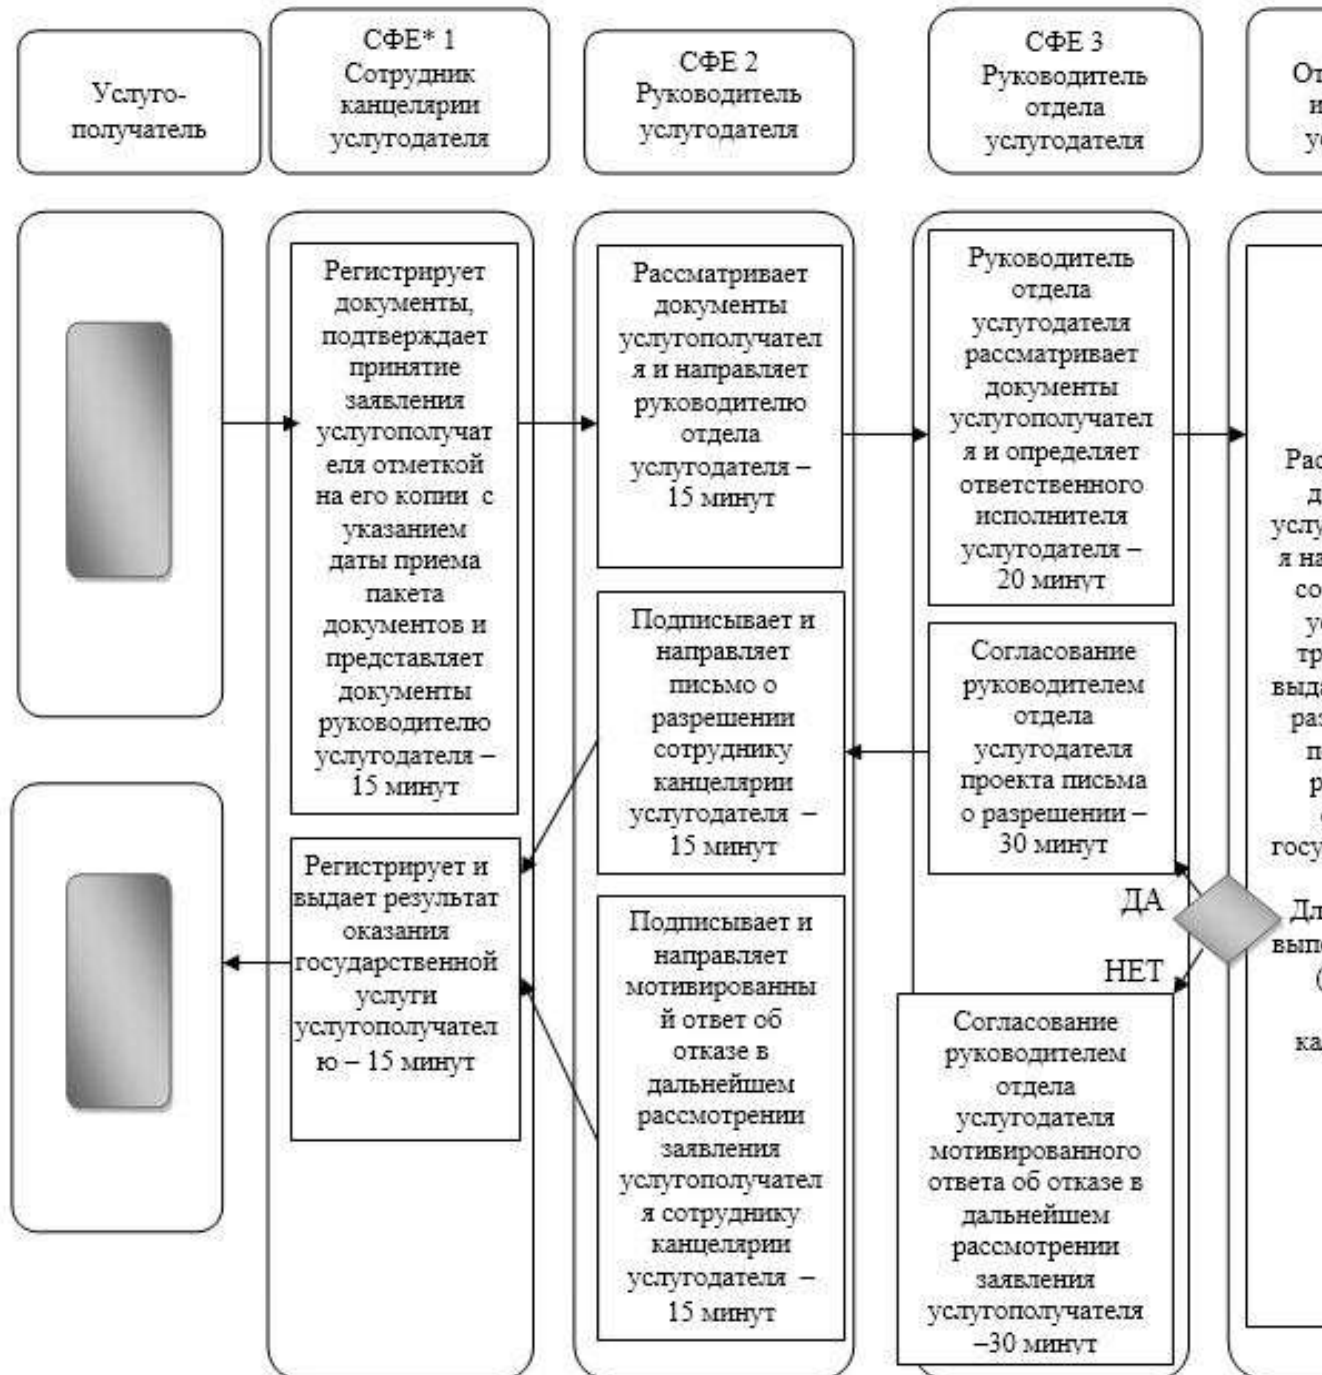 Услуго-
получатель
СФЕ* 1
Сотрудник
канцелярии
услугодателя
СФЕ 2
Руководитель
услугодателя
СФЕ 3
Руководитель
отдела
услугодателя
Регистрирует
документы,
подтверждает
принятие
заявления
услугополучат
еля отметкой
на его копии с
указанием
даты приема
пакета
документов и
представляет
документы
руководителю
услугодателя –
15 минут
Регистрирует и
выдает результат
оказания
государственной
услуги
услугополучател
ю – 15 минут
Рассматривает
документы
услугополучател
я и направляет
руководителю
отдела
услугодателя –
15 минут
Подписывает и
направляет
письмо о
разрешении
сотруднику
канцелярии
услугодателя –
15 минут
Подписывает и
направляет
мотивированны
й ответ об
отказе в
дальнейшем
рассмотрении
заявления
услугополучател
я сотруднику
канцелярии
услугодателя –
15 минут
Руководитель
отдела
услугодателя
рассматривает
документы
услугополучател
я и определяет
ответственного
исполнителя
услугодателя –
20 минут
Согласование
руководителем
отдела
услугодателя
проекта письма
о разрешении –
30 минут
ДА
НЕТ
Согласование
руководителем
отдела
услугодателя
мотивированного
ответа об отказе в
дальнейшем
рассмотрении
заявления
услугополучателя
–30 минут